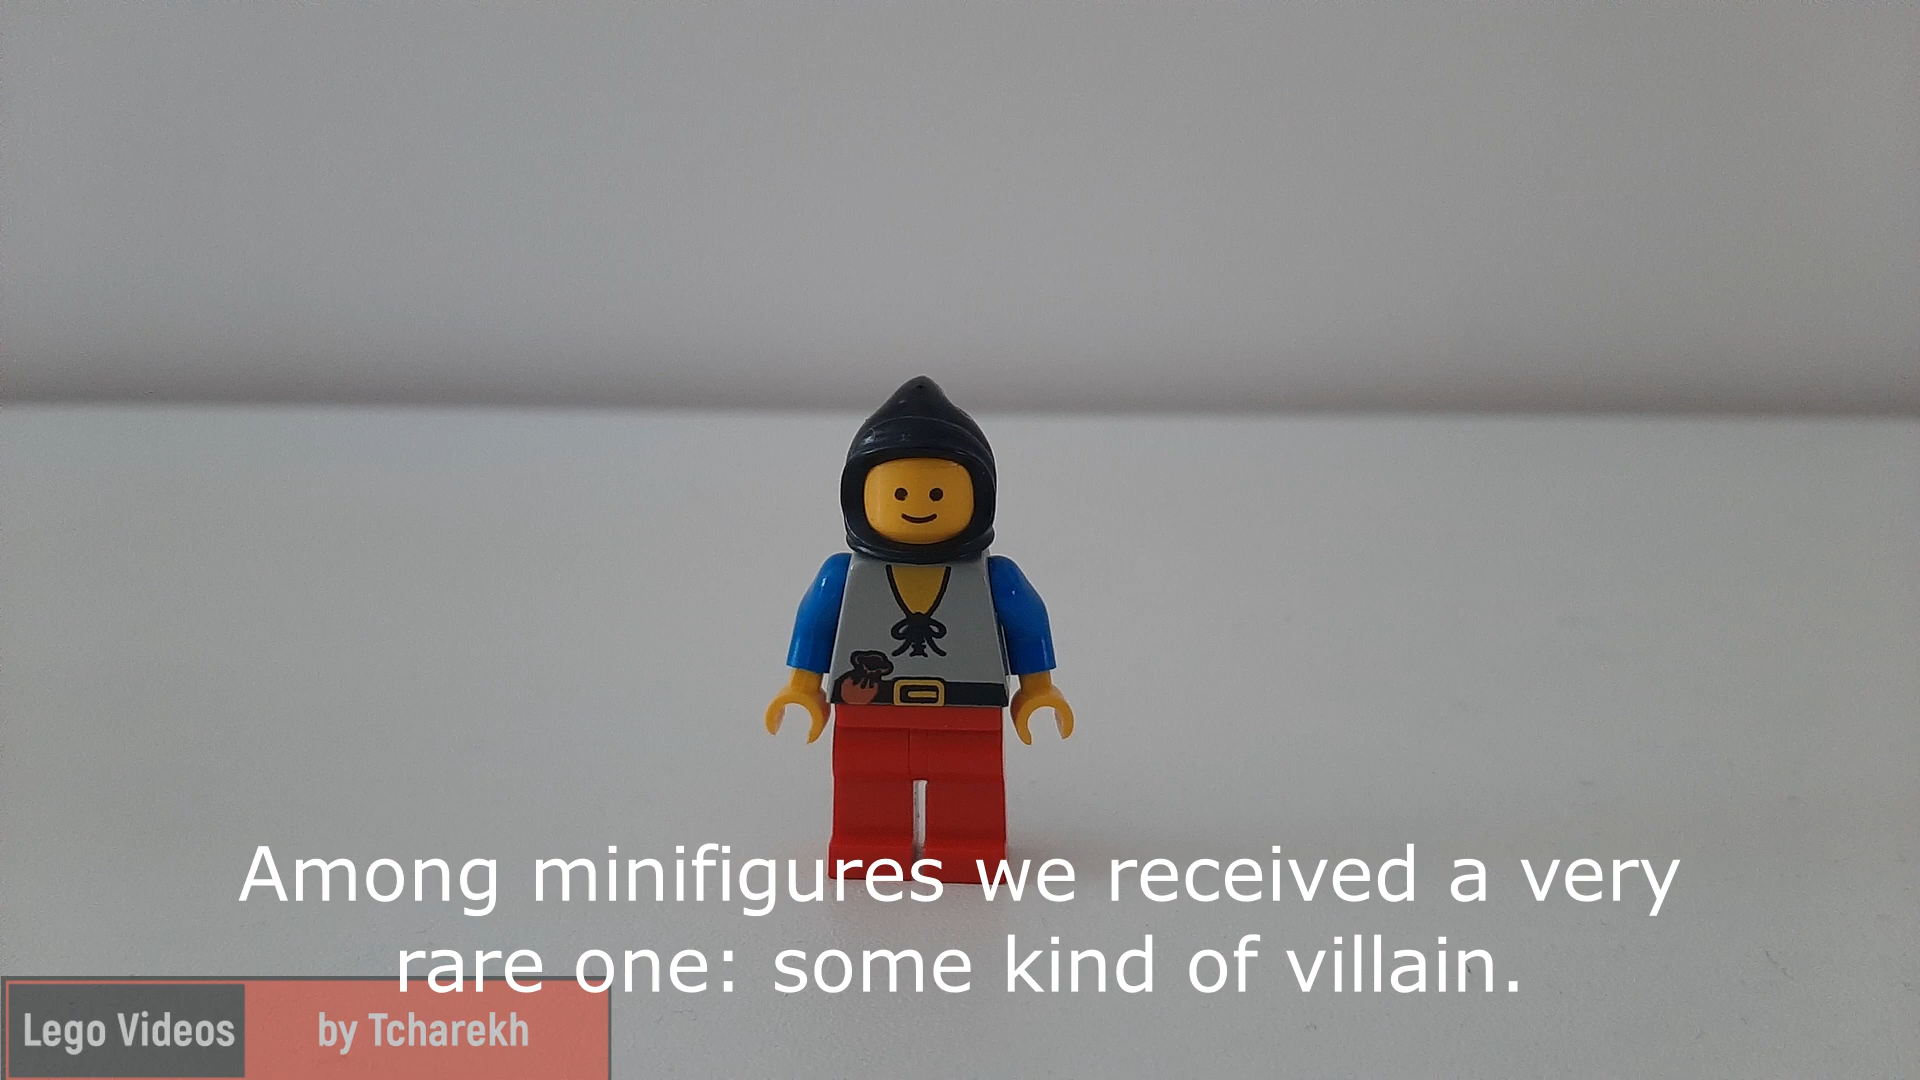 Among minifigures we received a very
rare one: some kind of villain.
Lego Videos by Tcharekh